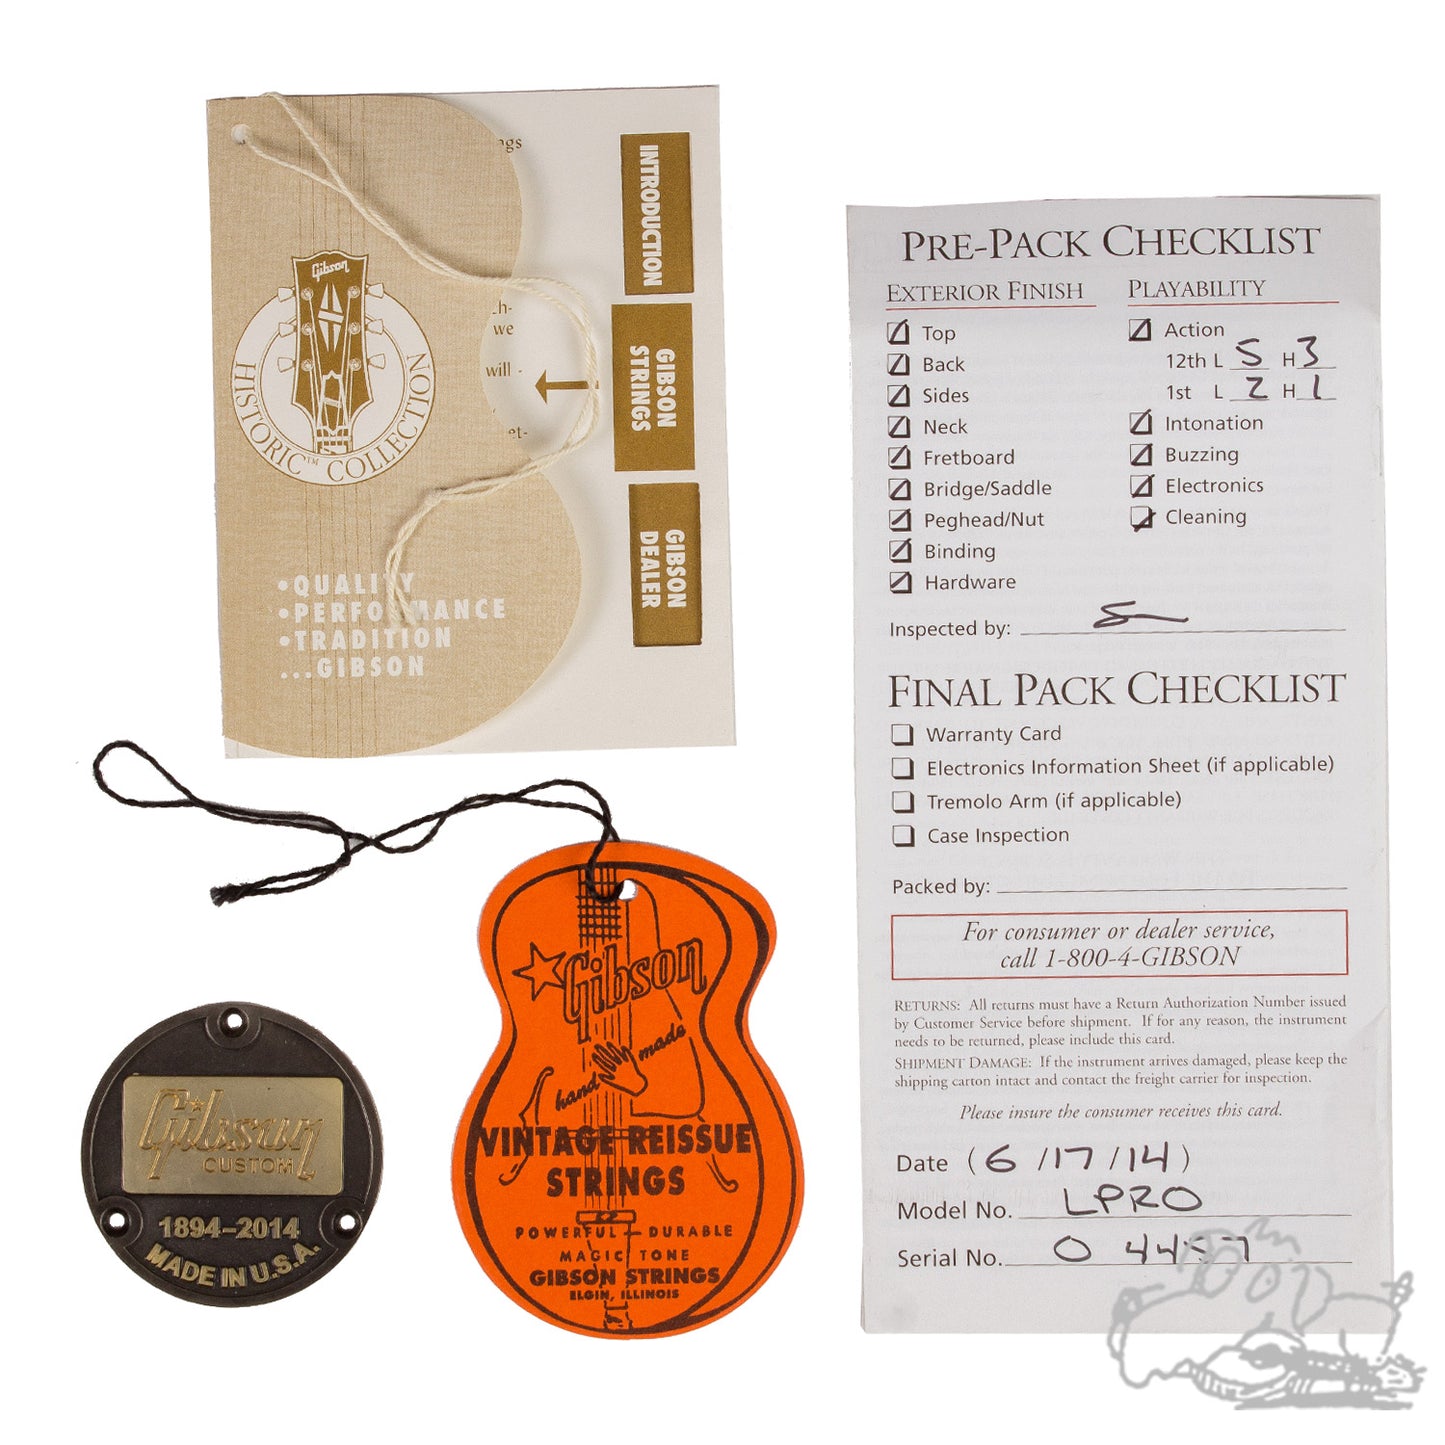 Gibson
HISTORIC™ COLLECTION
•QUALITY
•PERFORMANCE
•TRADITION
...GIBSON
will -
we
INTRODUCTION
GIBSON
STRINGS
GIBSON
DEALER
Gibson
CUSTOM
1894-2014
MADE IN U.S.A.
Gibson
hand made
VINTAGE REISSUE
STRINGS
POWERFUL - DURABLE
MAGIC TONE
GIBSON STRINGS
ELGIN, ILLINOIS
PRE-PACK CHECKLIST
EXTERIOR FINISH
Top
Back
Sides
Neck
Fretboard
Bridge/Saddle
Peghead/Nut
Binding
Hardware
PLAYABILITY
Action
12th L 5 H 3
1st L 2 H 1
Intonation
Buzzing
Electronics
Cleaning
Inspected by:
FINAL PACK CHECKLIST
Warranty Card
Electronics Information Sheet (if applicable)
Tremolo Arm (if applicable)
Case Inspection
Packed by:
For consumer or dealer service,
call 1-800-4-GIBSON
RETURNS: All returns must have a Return Authorization Number issued
by Customer Service before shipment. If for any reason, the instrument
needs to be returned, please include this card.
SHIPMENT DAMAGE: If the instrument arrives damaged, please keep the
shipping carton intact and contact the freight carrier for inspection.
Please insure the consumer receives this card.
Date (6/17/14)
Model No. LPRO
Serial No. 0 4457